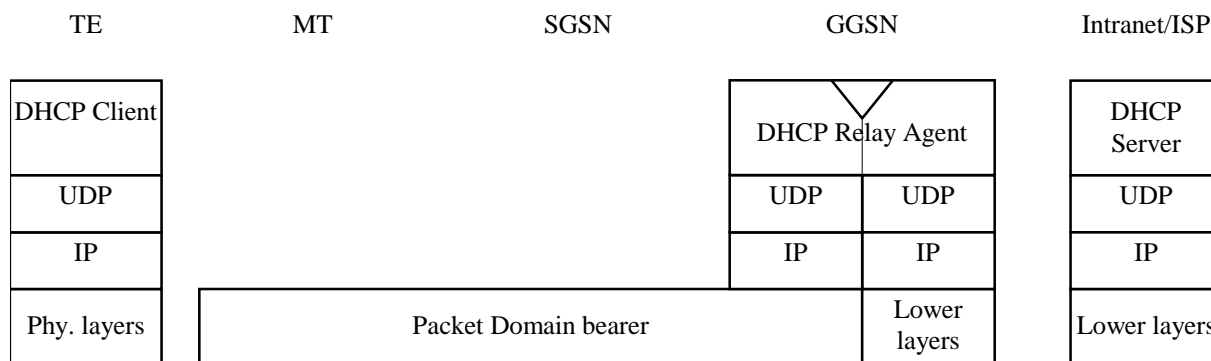 TE MT SGSN GGSN Intranet/ISP
DHCP Client
DHCP Relay Agent
DHCP
Server
UDP UDP UDP UDP
IP IP IP IP
Phy. layers Packet Domain bearer Lower
layers Lower layers